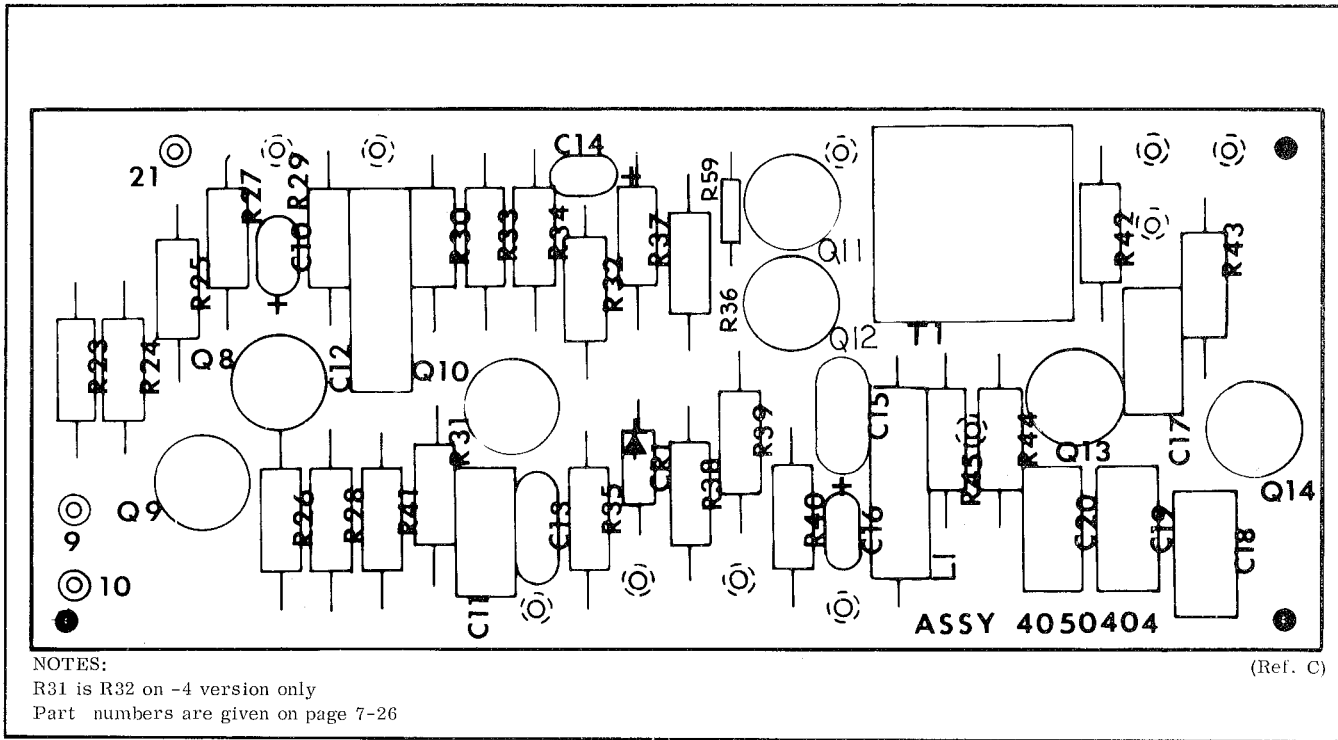 C14
21
R27
R29
R59
R25
C10
R30
R33
R34
R32
R37
Q11
R42
R43
R36
R23
R24
Q8
C12
Q10
Q12
T1
R31
R39
C15
R44
Q13
C17
Q9
R26
R28
R41
C13
R35
CR1
R38
R40
C16
R45
C20
C19
Q14
9
C18
10
C11
L1
ASSY 4050404
NOTES:
(Ref. C)
R31 is R32 on -4 version only
Part numbers are given on page 7-26